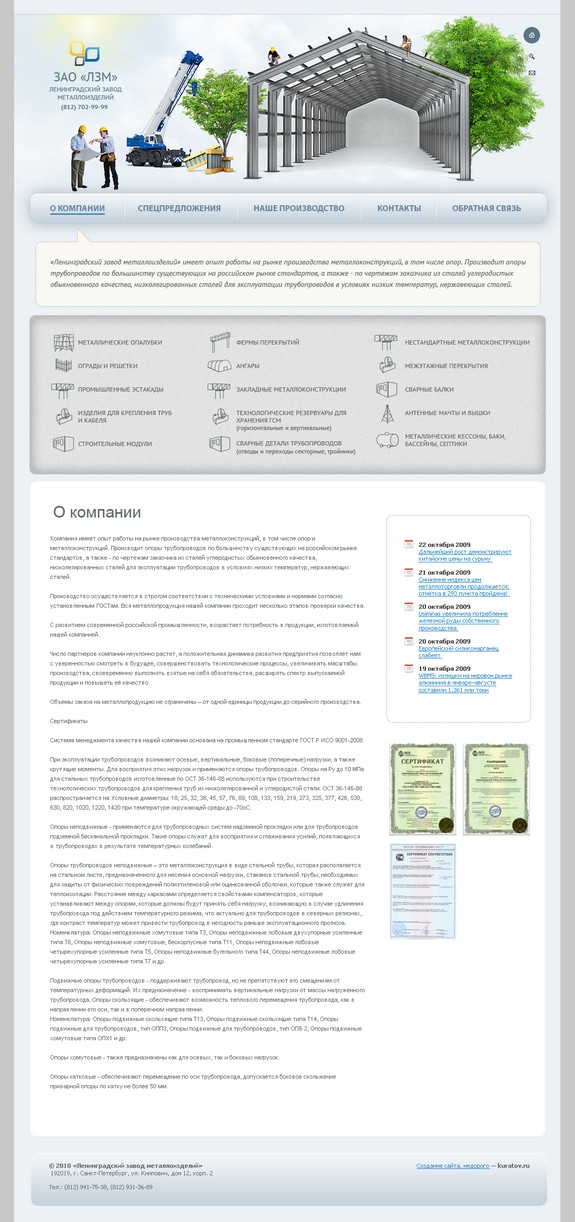 ЗАО «ЛЗМ»
ЛЕНИНГРАДСКИЙ ЗАВОД
МЕТАЛЛОИЗДЕЛИЙ
(812) 702-99-99
О КОМПАНИИ
СПЕЦПРЕДЛОЖЕНИЯ
НАШЕ ПРОИЗВОДСТВО
КОНТАКТЫ
ОБРАТНАЯ СВЯЗЬ
«Ленинградский завод металлоизделий» имеет опыт работы на рынке производства металлоконструкций, в том числе опор. Производит опоры
трубопроводов по большинству существующих на российском рынке стандартов, а также - по чертежам заказчика из сталей углеродистых
обыкновенного качества, низколегированных сталей для эксплуатации трубопроводов в условиях низких температур, нержавеющих сталей.
МЕТАЛЛИЧЕСКИЕ ОПАЛУБКИ
ОГРАДЫ И РЕШЕТКИ
ПРОМЫШЛЕННЫЕ ЭСТАКАДЫ
ИЗДЕЛИЯ ДЛЯ КРЕПЛЕНИЯ ТРУБ
И КАБЕЛЯ
СТРОИТЕЛЬНЫЕ МОДУЛИ
ФЕРМЫ ПЕРЕКРЫТИЙ
АНГАРЫ
ЗАКЛАДНЫЕ МЕТАЛЛОКОНСТРУКЦИИ
ТЕХНОЛОГИЧЕСКИЕ РЕЗЕРВУАРЫ ДЛЯ
ХРАНЕНИЯ ГСМ
(горизонтальные и вертикальные)
СВАРНЫЕ ДЕТАЛИ ТРУБОПРОВОДОВ
(отводы и переходы секторные, тройники)
НЕСТАНДАРТНЫЕ МЕТАЛЛОКОНСТРУКЦИИ
МЕЖЭТАЖНЫЕ ПЕРЕКРЫТИЯ
СВАРНЫЕ БАЛКИ
АНТЕННЫЕ МАЧТЫ И ВЫШКИ
МЕТАЛЛИЧЕСКИЕ КЕССОНЫ, БАКИ,
БАССЕЙНЫ, СЕПТИКИ
О компании
Компания имеет опыт работы на рынке производства металлоконструкций, в том числе опор и
металлоконструкций. Производит опоры трубопроводов по большинству существующих на российском рынке
стандартов, а также - по чертежам заказчика из сталей углеродистых обыкновенного качества,
низколегированных сталей для эксплуатации трубопроводов в условиях низких температур, нержавеющих
сталей.
Производство осуществляется в строгом соответствии с техническими условиями и нормами согласно
установленным ГОСТам. Вся металлопродукция нашей компании проходит несколько этапов проверки качества.
С развитием современной российской промышленности, возрастает потребность в продукции, изготовляемой
нашей компанией.
Число партнеров компании неуклонно растет, а положительная динамика развития предприятия позволяет нам
с уверенностью смотреть в будущее, совершенствовать технологические процессы, увеличивать масштабы
производства, своевременно выполнять взятые на себя обязательства, расширять спектр выпускаемой
продукции и повышать её качество.
Объемы заказа на металлопродукцию не ограничены – от одной единицы продукции до серийного производства.
Сертификаты
Система менеджмента качества нашей компании основана на промышленном стандарте ГОСТ Р ИСО 9001-2008
При эксплуатации трубопроводов возникают осевые, вертикальные, боковые (поперечные) нагрузки, а также
крутящие моменты. Для восприятия этих нагрузок и применяются опоры трубопроводов. Опоры на Ру до 10 МПа
для стальных трубопроводов изготовленные по ОСТ 36-146-88 используются при строительстве
технологических трубопроводов для крепления труб из низколегированной и углеродистой стали. ОСТ 36-146-88
распространяется на Условные диаметры: 18, 25, 32, 38, 45, 57, 76, 89, 108, 133, 159, 219, 273, 325, 377, 426, 530,
630, 820, 1020, 1220, 1420 при температуре окружающей среды до -70оС.
Опоры неподвижные - применяются для трубопроводных систем надземной прокладки или для трубопроводов
подземной бесканальной прокладки. Такие опоры служат для восприятия и сглаживания усилий, появляющихся
в трубопроводах в результате температурных колебаний.
Опоры трубопроводов неподвижные – это металлоконструкция в виде стальной трубы, которая располагается
на стальном листе, предназначенного для несения основной нагрузки, стаканов стальной трубы, необходимых
для защиты от физических повреждений полиэтиленовой или оцинкованной оболочки, которые также служат для
теплоизоляции. Расстояние между каркасами определяется свойствами компенсаторов, которые
устанавливают между опорам, которые должны будут принять себя нагрузку, возникающую в случае удлинения
трубопровода под действием температурного режима, что актуально для трубопроводов в северных регионах,
где контраст температур может привести трубопровод в негодность раньше эксплуатационного прогноза.
Номенклатура: Опоры неподвижные хомутовые типа Т3, Опоры неподвижные лобовые двухупорные усиленные
типа Т6, Опоры неподвижные хомутовые, бескорпусные типа Т11, Опоры неподвижные лобовые
четырехупорные усиленные типа Т5, Опоры неподвижные бугельного типа Т44, Опоры неподвижные лобовые
четырехупорные усиленные типа Т7 и др.
Подвижные опоры трубопроводов - поддерживают трубопровод, но не препятствуют его смещениям от
температурных деформаций. Их предназначение - воспринимать вертикальные нагрузки от массы нагруженного
трубопровода. Опоры скользящие - обеспечивают возможность теплового перемещения трубопровода, как в
направлении его оси, так и в поперечном направлении.
Номенклатура: Опоры подвижные скользящие типа Т13, Опоры подвижные скользящие типа Т14, Опоры
подвижные для трубопроводов, тип ОПП3, Опоры подвижные для трубопроводов, тип ОПБ 2, Опоры подвижные
хомутовые типа ОПХ1 и др.
Опоры хомутовые - также предназначены как для осевых, так и боковых нагрузок.
Опоры катковые - обеспечивают перемещение по оси трубопровода, допускается боковое скольжение
приварной опоры по катку не более 50 мм.
22 октября 2009
Дальнейший рост демонстрируют
китайские цены на сурьму
21 октября 2009
Снижение индекса цен
металлоторговли продолжается:
отметка в 293 пункта пройдена!
20 октября 2009
Usiminas увеличила потребление
железной руды собственного
производства
20 октября 2009
Европейский силикомарганец
слабеет
19 октября 2009
WBMS: излишки на мировом рынке
алюминия в январе-августе
составили 1,361 млн тонн
СЕРТИФИКАТ
РАЗРЕШЕНИЕ
СЕРТИФИКАТ СООТВЕТСТВИЯ
© 2010 «Ленинградский завод металлоизделий»
192019, г. Санкт-Петербург, ул. Книпович, дом 12, корп. 2
Тел.: (812) 941-75-38, (812) 931-36-89
Создание сайта, недорого — kuratov.ru